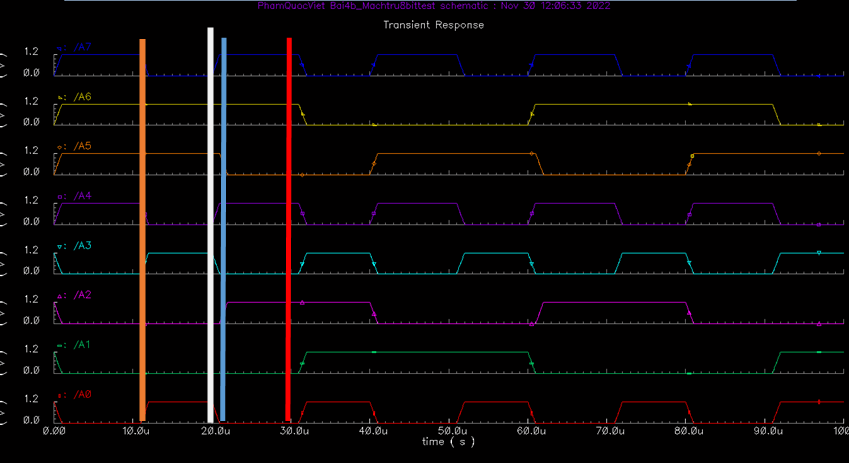 PhamQuocViet Bai4b_Machtru8bittest schematic : Nov 30 12:06:33 2022
Transient Response
: /A7
1.2
0.0
: /A6
1.2
0.0
: /A5
1.2
0.0
: /A4
1.2
0.0
: /A3
1.2
0.0
: /A2
1.2
0.0
: /A1
1.2
0.0
: /A0
1.2
0.0
0.00 10.0u 20.0u 30.0u 40.0u 50.0u 60.0u 70.0u 80.0u 90.0u 100u
time ( s )